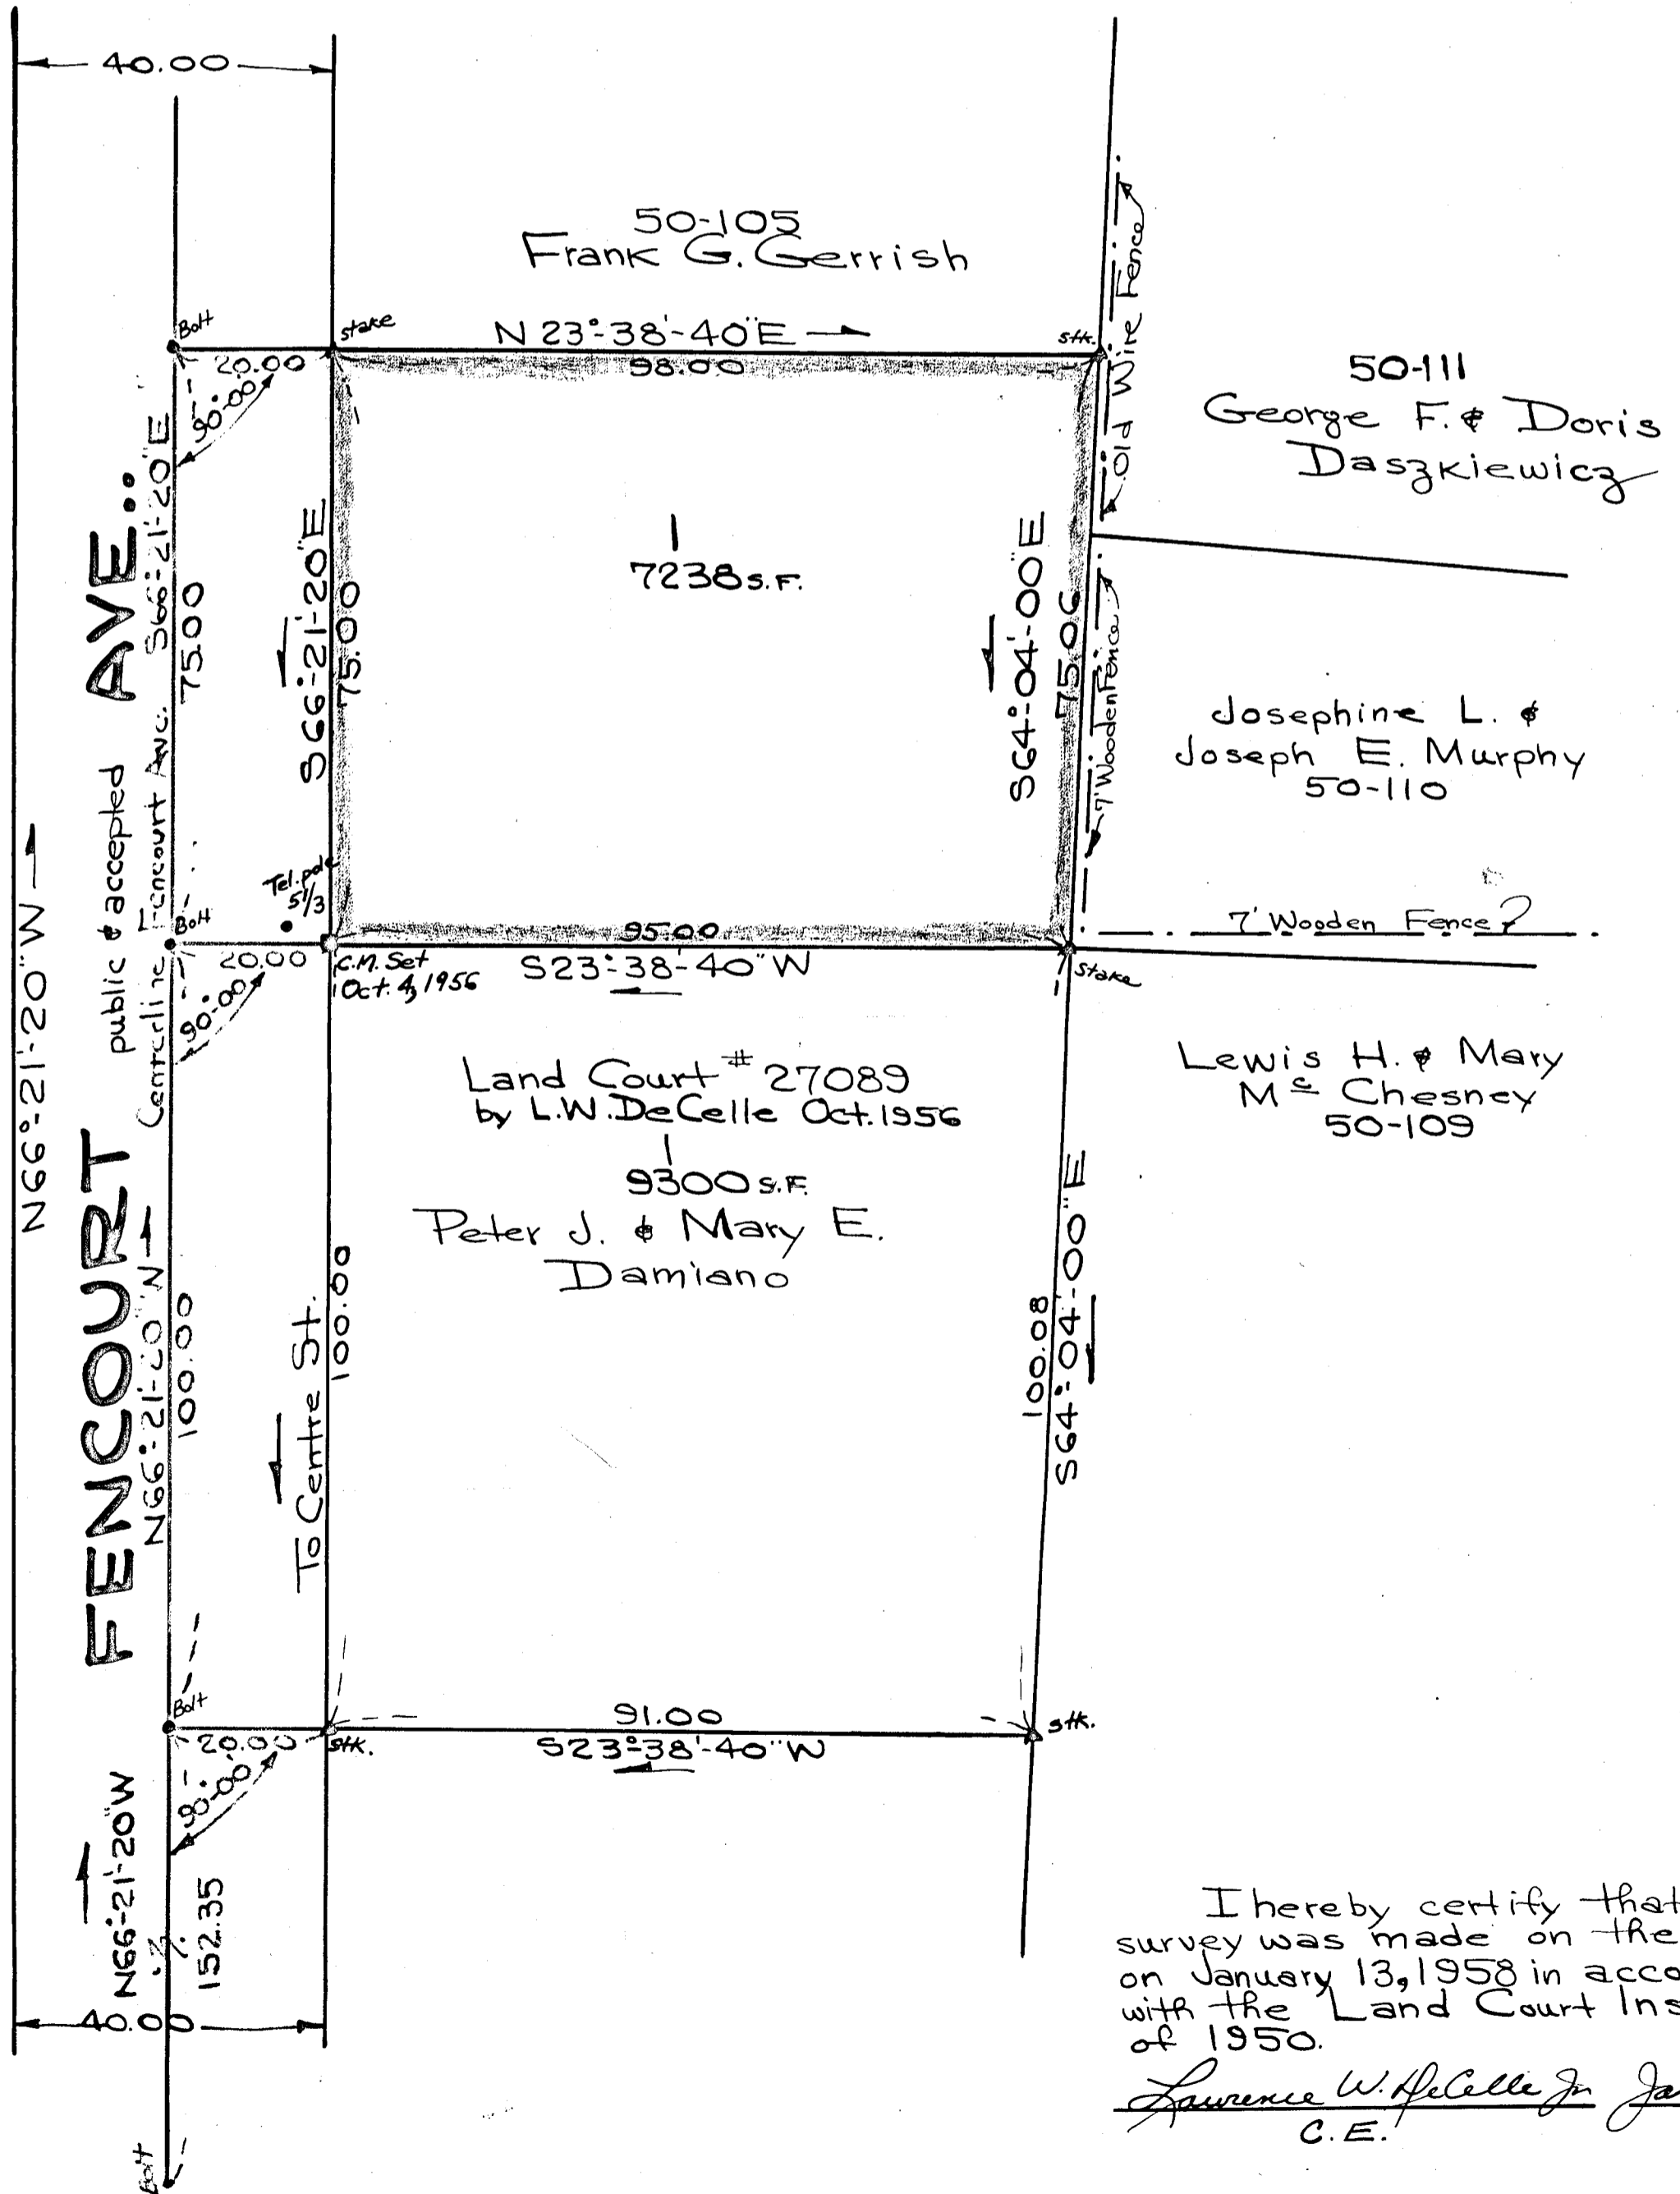 40.00
50-105
Frank G. Gerrish
Bolt
stake
N 23°-38'-40"E
stk.
20.00
98.00
90°-00'
Old Wire Fence
50-111
George F. & Doris
Daszkiewicz
1
7238 S.F.
FENCOURT AVE...
public & accepted
Centerline Fencourt Ave. S66°-21'-20"E
75.00
S66°-21'-20"E
75.00
S64°-04'-00"E
75.06
7' Wooden Fence
Josephine L. &
Joseph E. Murphy
50-110
N66°-21'-20"W
Tel. pole
51/3
Bolt
20.00
90°-00'
C.M. Set
Oct. 4, 1956
95.00
S23°-38'-40"W
stake
7' Wooden Fence ?
Land Court # 27089
by L.W. DeCelle Oct. 1956
1
9300 S.F.
Peter J. & Mary E.
Damiano
Lewis H. & Mary
Mc Chesney
50-109
N66°-21'-20"W
100.00
To Centre St.
100.00
100.08
S64°-04'-00"E
Bolt
20.00
90°-00'
stk.
91.00
S23°-38'-40"W
stk.
N66°-21'-20"W
152.35
40.00
Bolt
I hereby certify that
survey was made on the
on January 13, 1958 in acco
with the Land Court Ins
of 1950.
Lawrence W. DeCelle Jr Ja
C.E.